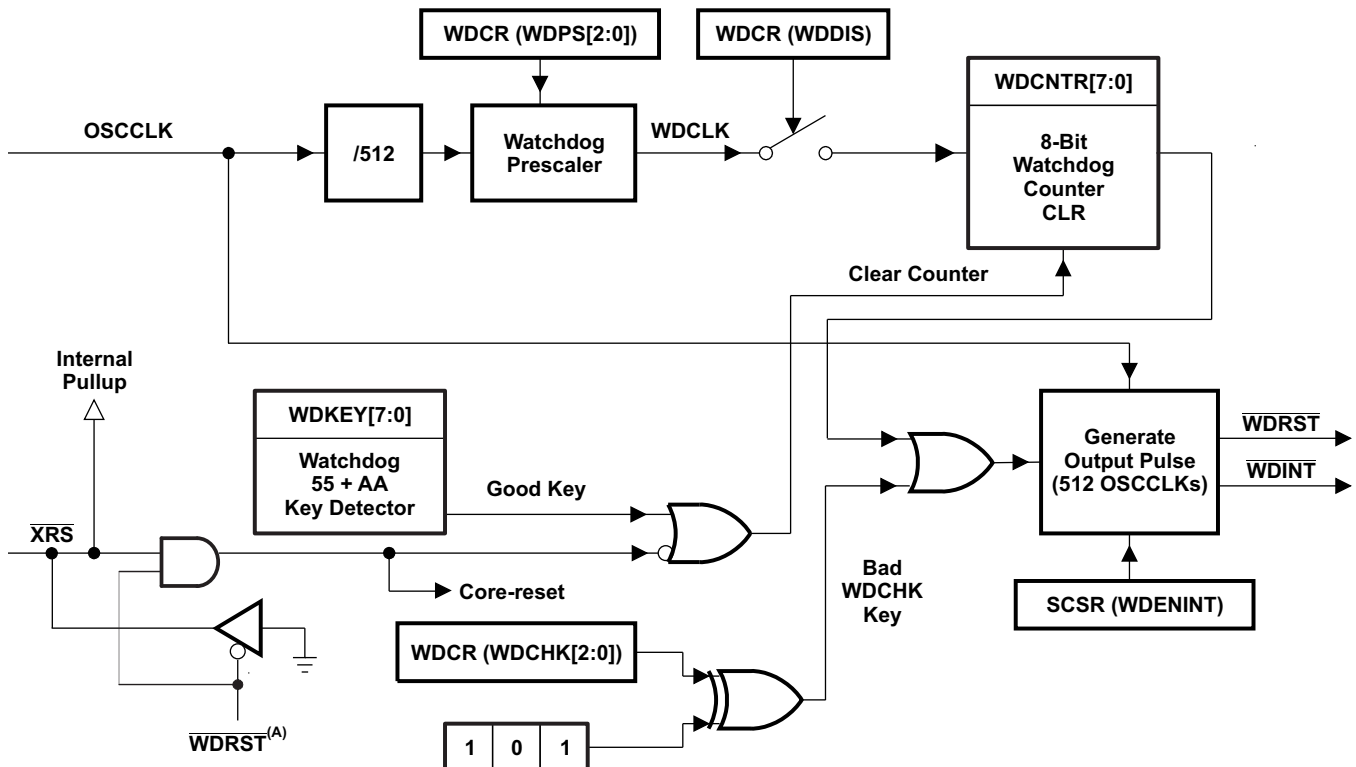 WDCR (WDPS[2:0])
WDCR (WDDIS)
WDCNTR[7:0]
OSCCLK
/512
Watchdog
Prescaler
WDCLK
8-Bit
Watchdog
Counter
CLR
Clear Counter
Internal
Pullup
WDKEY[7:0]
Watchdog
55 + AA
Key Detector
Good Key
Generate
Output Pulse
(512 OSCCLKs)
WDRST
WDINT
XRS
Core-reset
Bad
WDCHK
Key
SCSR (WDENINT)
WDCR (WDCHK[2:0])
WDRST(A)
1 0 1